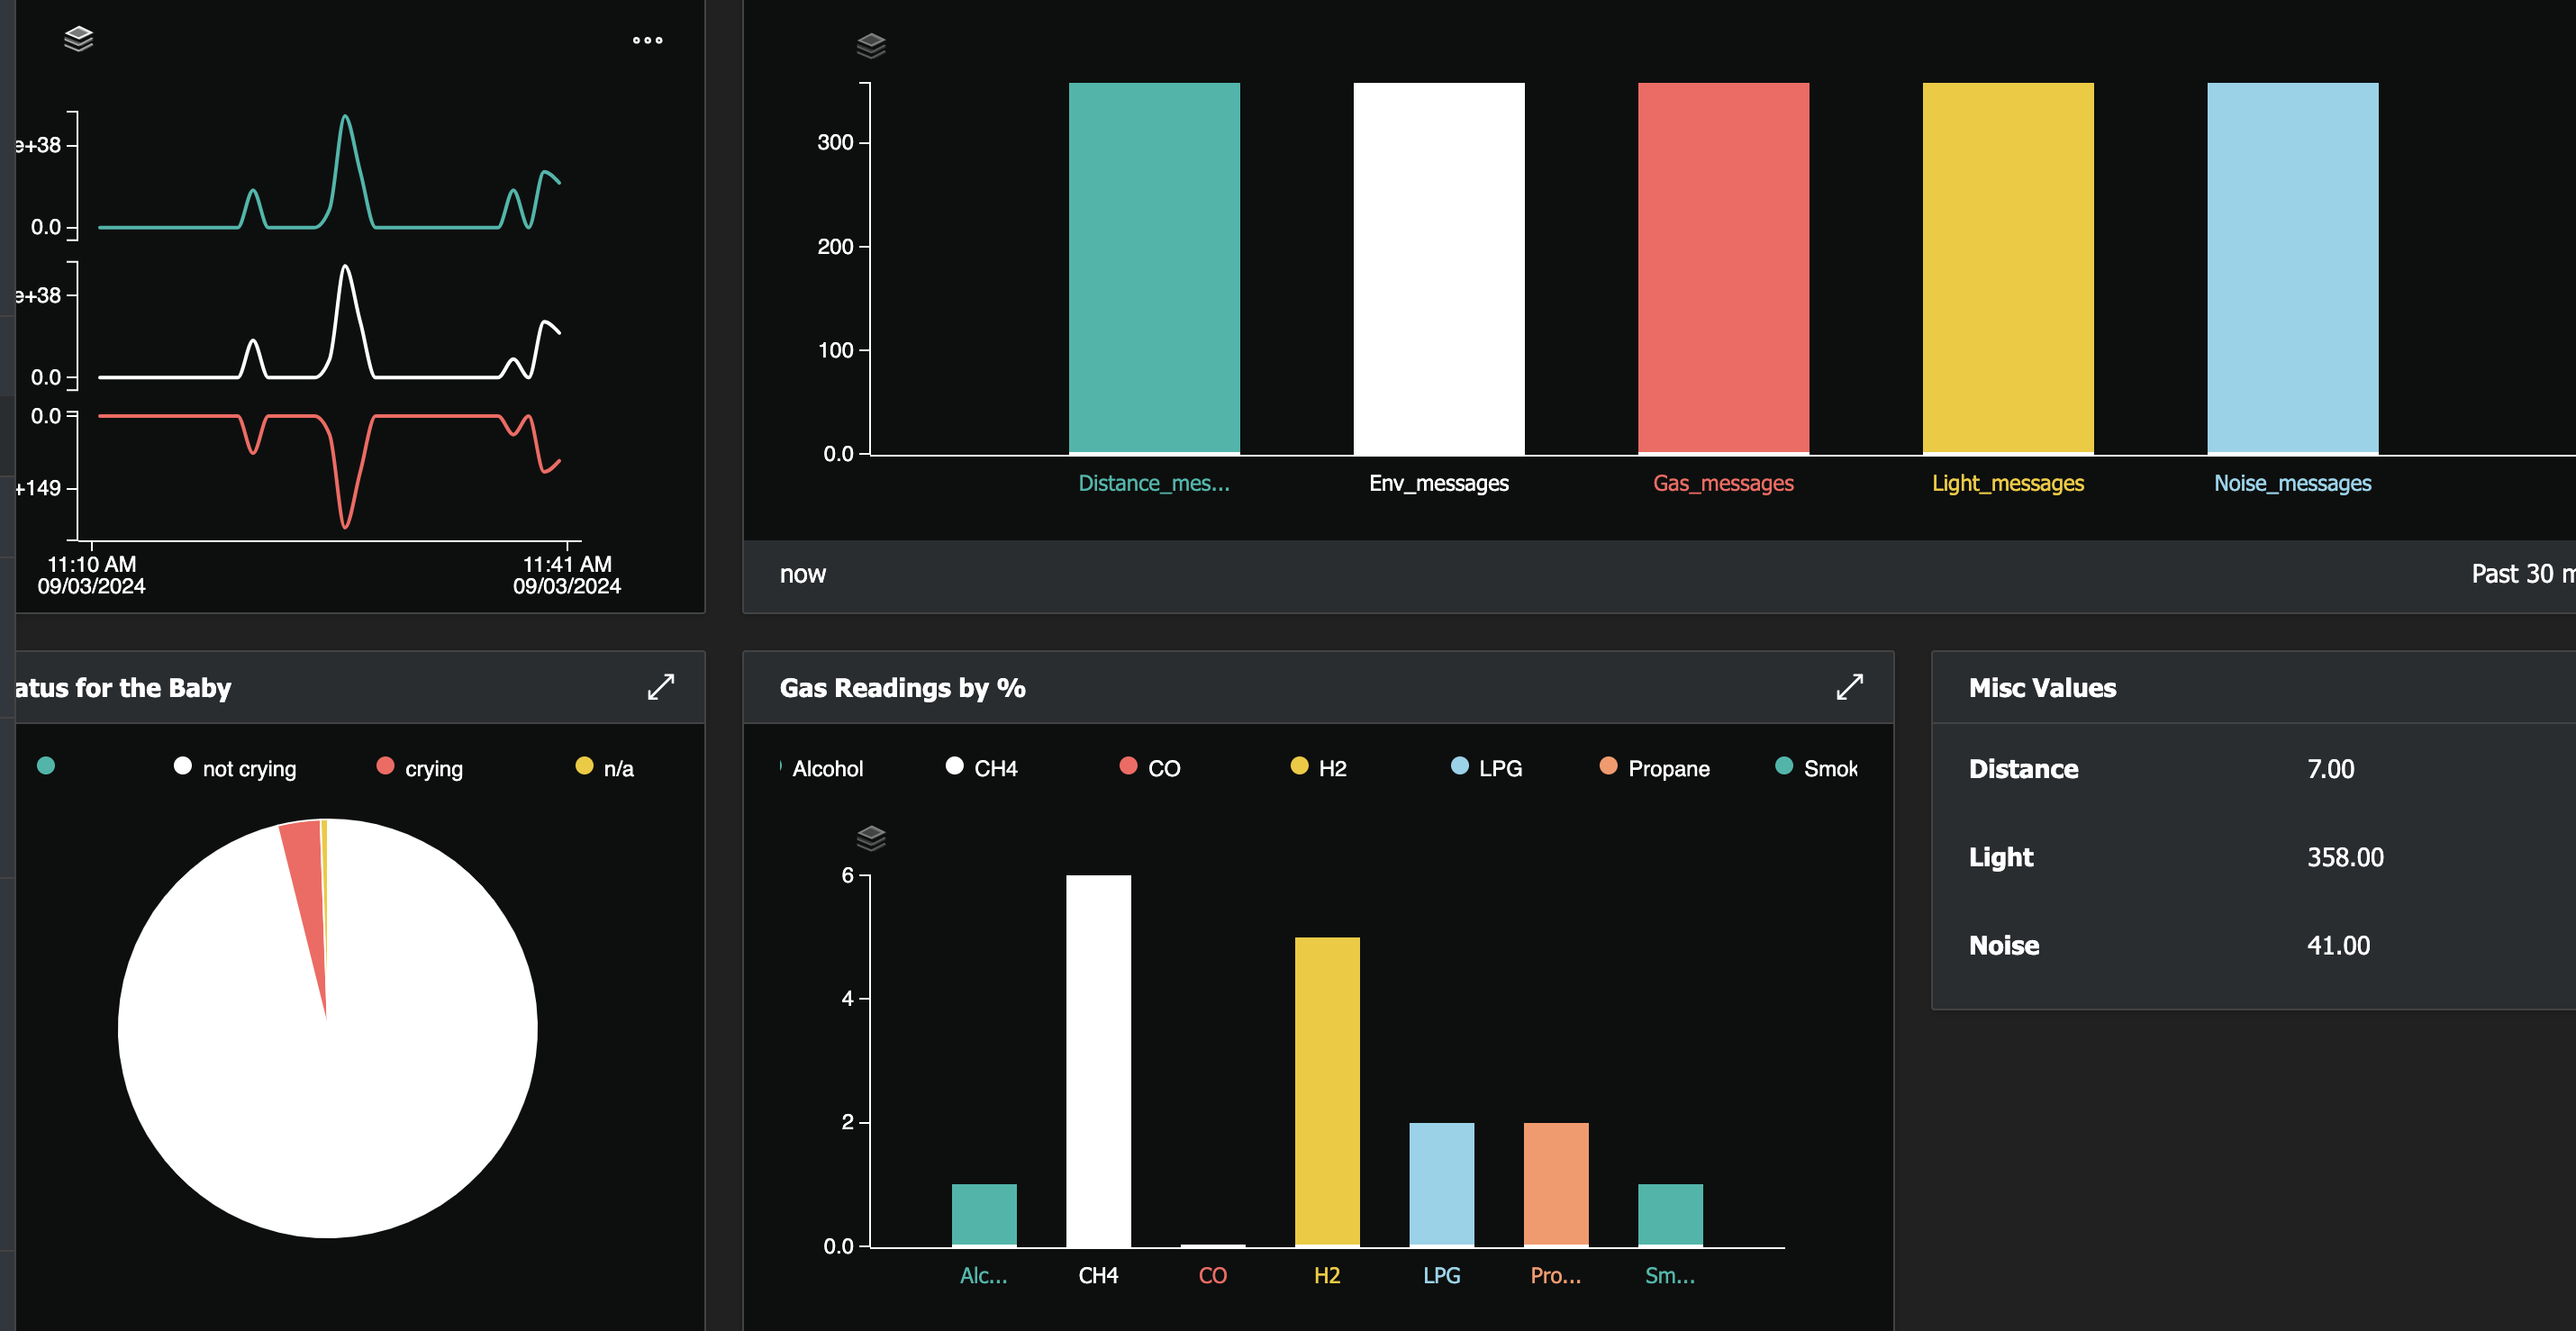 e+38
0.0
e+38
0.0
0.0
+149
11:10 AM
09/03/2024
11:41 AM
09/03/2024
300
200
100
0.0
Distance_mes...
Env_messages
Gas_messages
Light_messages
Noise_messages
now
Past 30 m
atus for the Baby
not crying
crying
n/a
Gas Readings by %
Alcohol
CH4
CO
H2
LPG
Propane
Smok
6
4
2
0.0
Alc...
CH4
CO
H2
LPG
Pro...
Sm...
Misc Values
Distance 7.00
Light 358.00
Noise 41.00